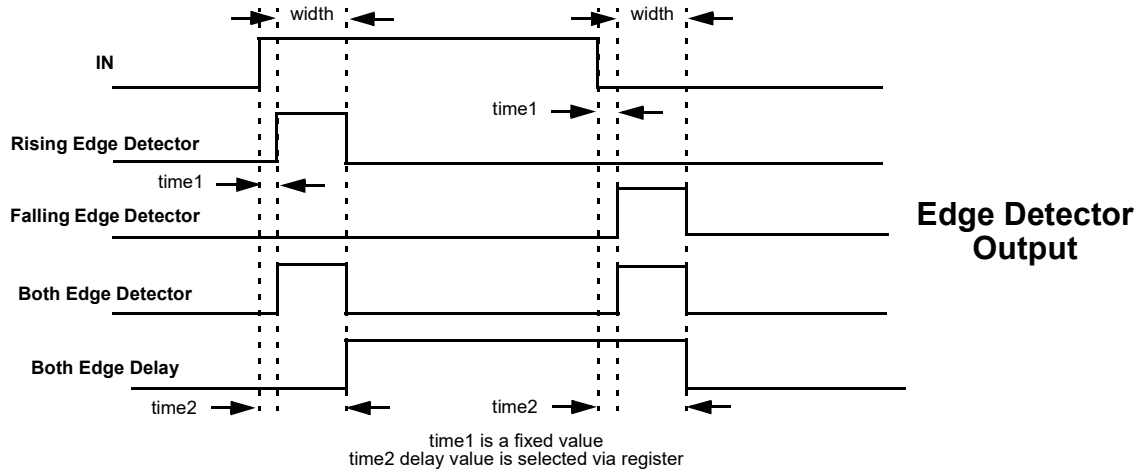 width
width
IN
time1
Rising Edge Detector
time1
Falling Edge Detector
Edge Detector
Output
Both Edge Detector
Both Edge Delay
time2
time2
time1 is a fixed value
time2 delay value is selected via register